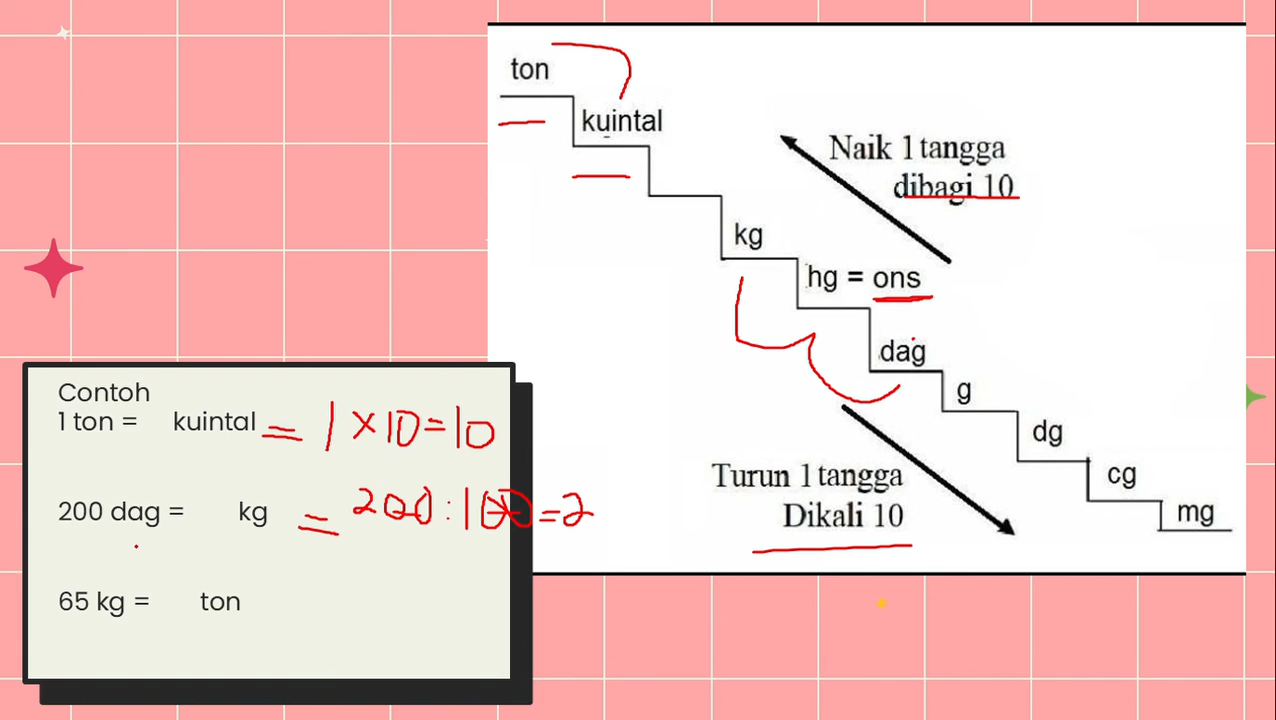 ton
kuintal
kg
hg = ons
dag
g
dg
cg
mg
Naik 1 tangga
dibagi 10
Turun 1 tangga
Dikali 10
Contoh
1 ton = kuintal = 1 × 10 = 10
200 dag = kg = 200 : 100 = 2
65 kg = ton